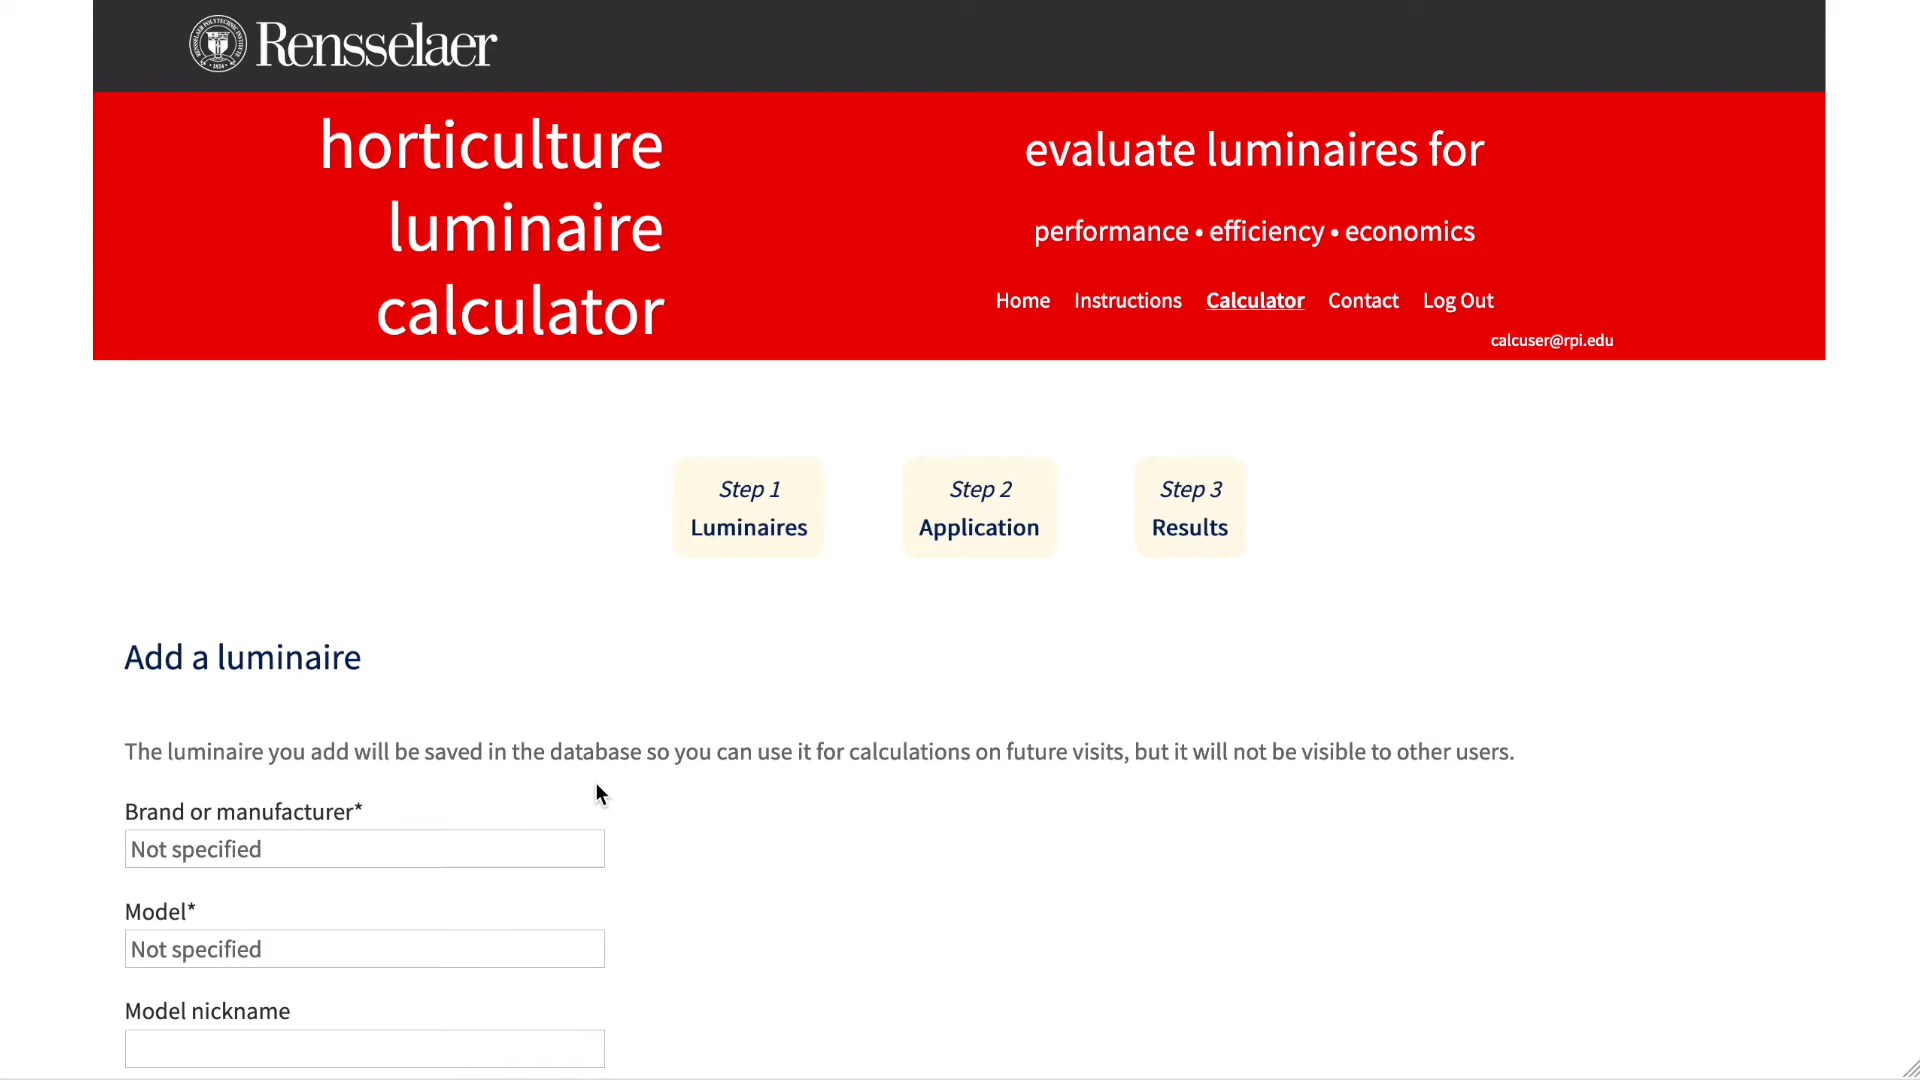 Rensselaer
horticulture
luminaire
calculator
evaluate luminaires for
performance • efficiency • economics
Home Instructions Calculator Contact Log Out
calcuser@rpi.edu
Step 1
Luminaires
Step 2
Application
Step 3
Results
Add a luminaire
The luminaire you add will be saved in the database so you can use it for calculations on future visits, but it will not be visible to other users.
Brand or manufacturer*
Not specified
Model*
Not specified
Model nickname